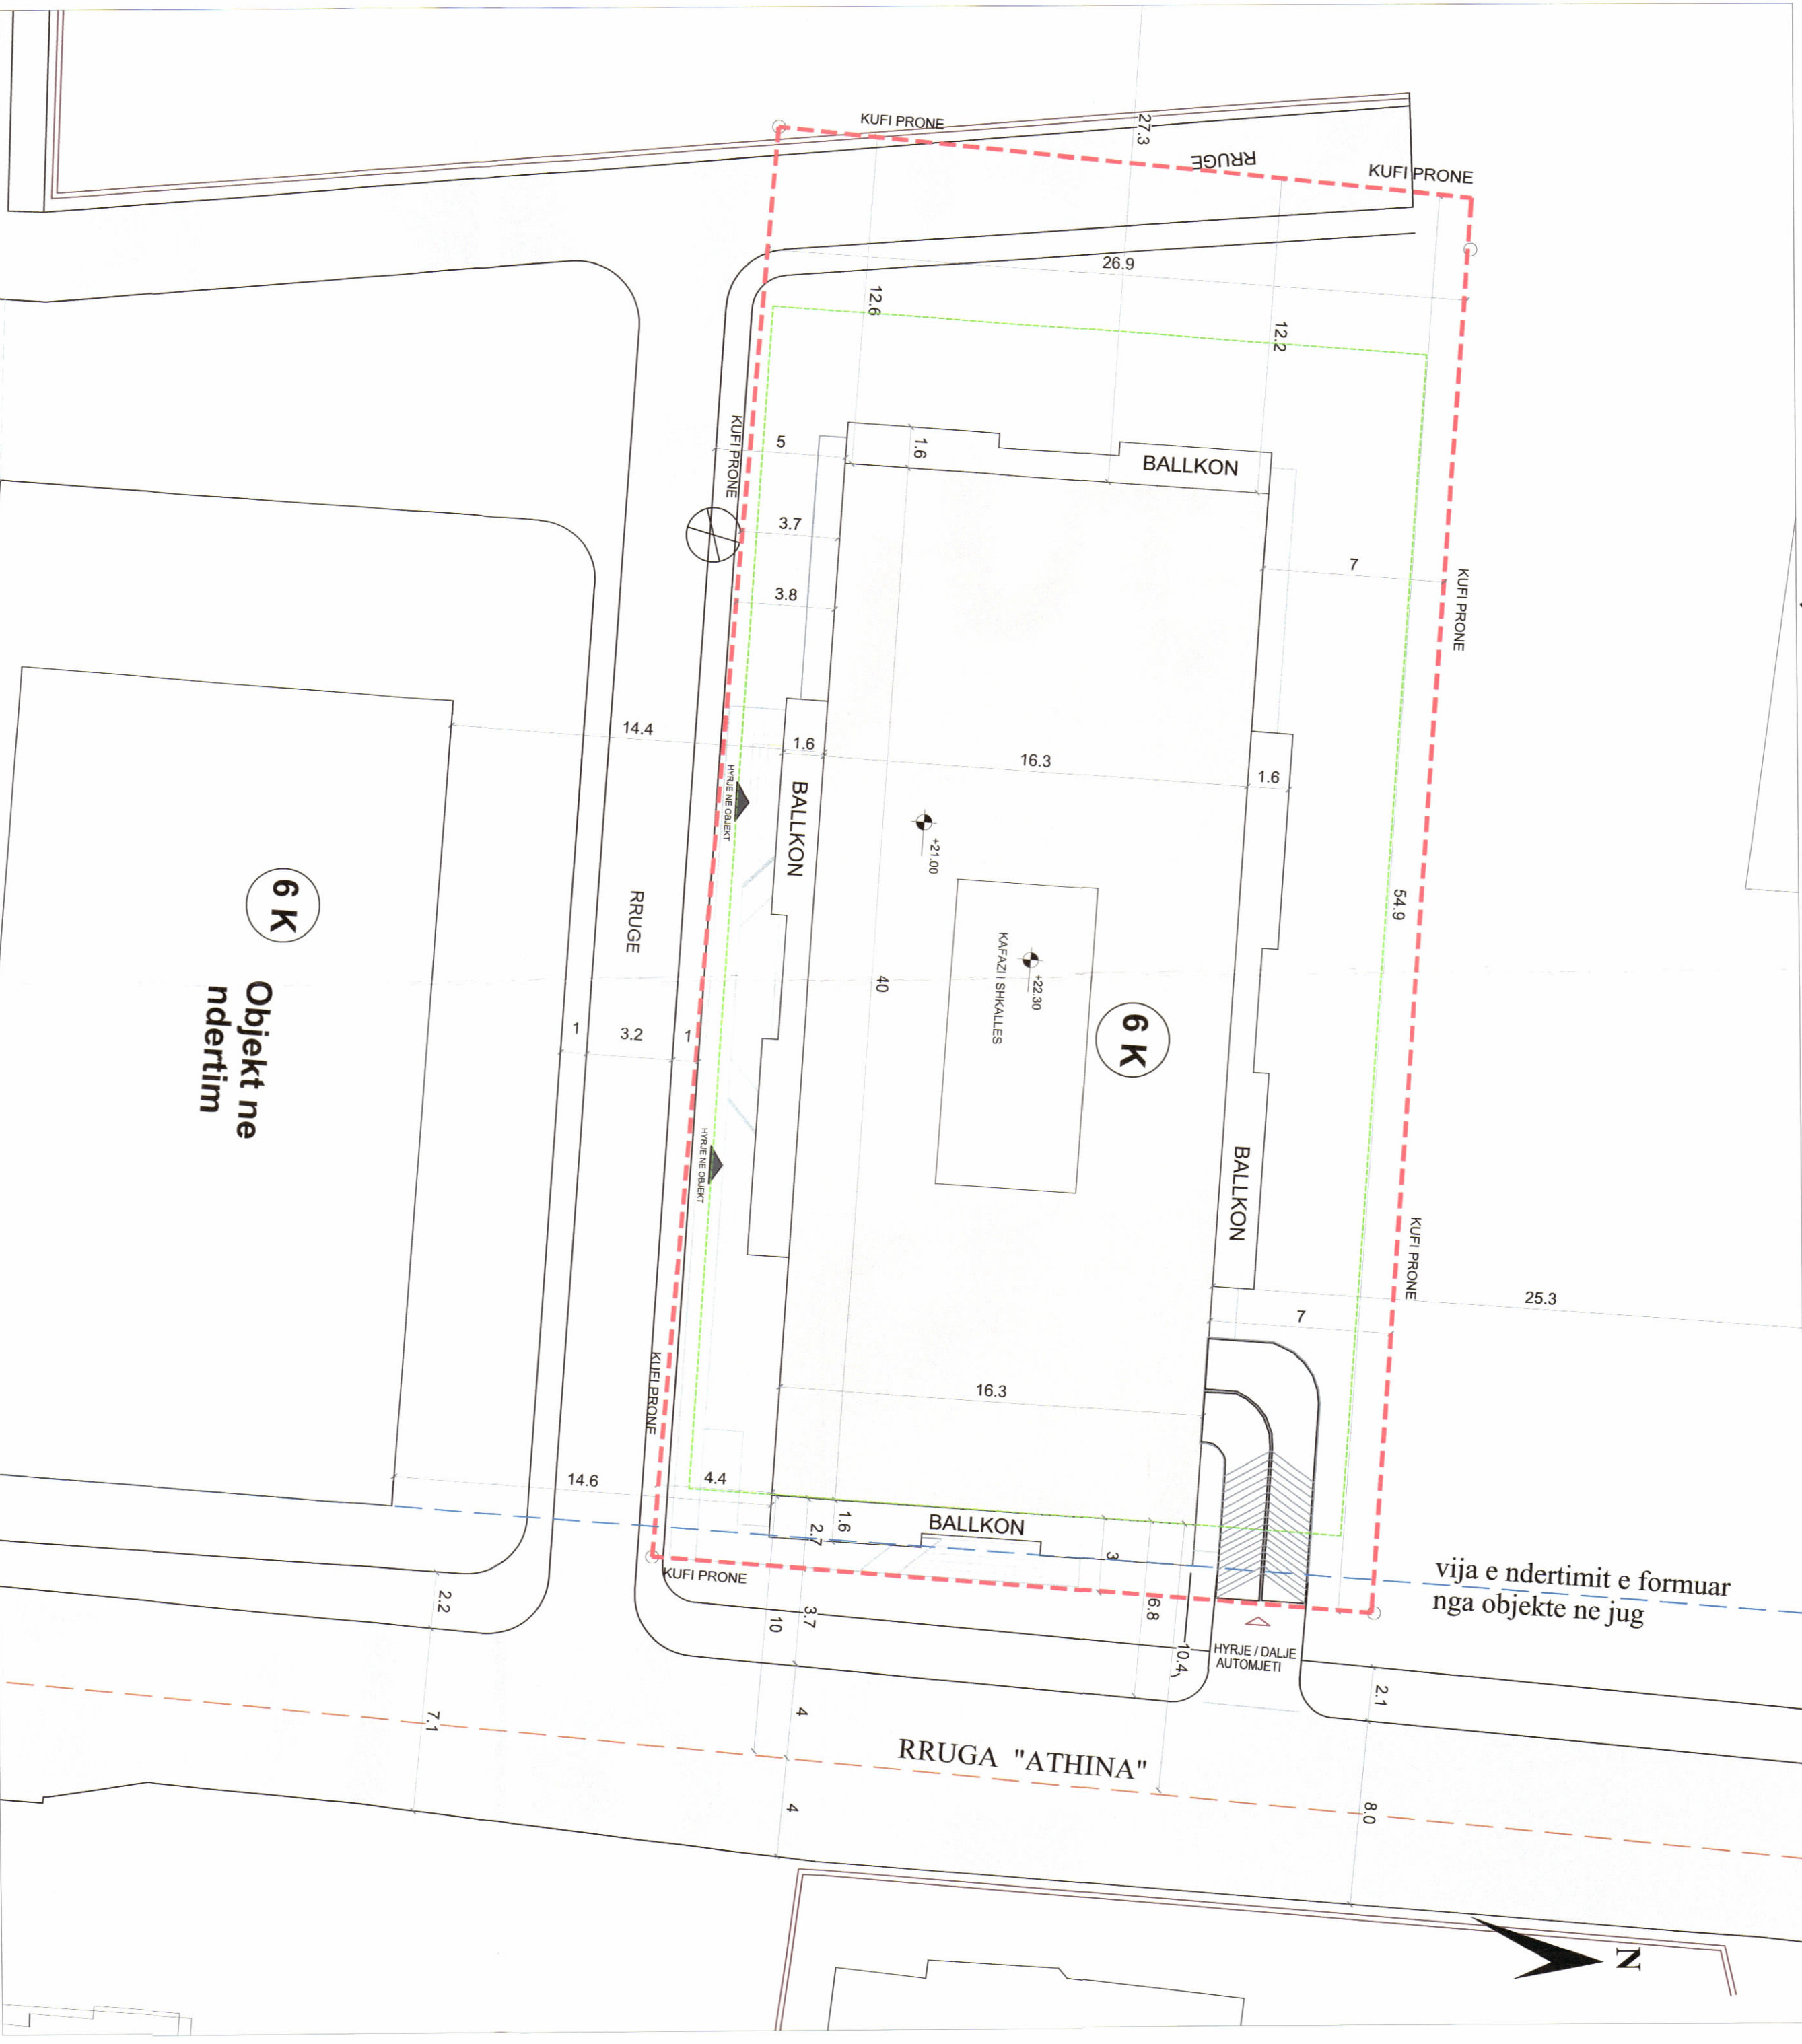 KUFI PRONE
27.3
RRUGE
KUFI PRONE
26.9
12.6
12.2
KUFI PRONE
5
1.6
BALLKON
3.7
7
3.8
KUFI PRONE
14.4
1.6
16.3
1.6
HYRJE NE OBJEKT
BALLKON
+21.00
6 K
RRUGE
54.9
40
KAFAZI I SHKALLES
+22.30
6 K
Objekt ne
ndertim
1
3.2
1
HYRJE NE OBJEKT
BALLKON
KUFI PRONE
25.3
7
KUFI PRONE
16.3
14.6
4.4
1.6
2.7
BALLKON
3
vija e ndertimit e formuar
nga objekte ne jug
KUFI PRONE
2.2
10
3.7
6.8
10.4
HYRJE / DALJE
AUTOMJETI
2.1
7.1
4
RRUGA "ATHINA"
4
8.0
N